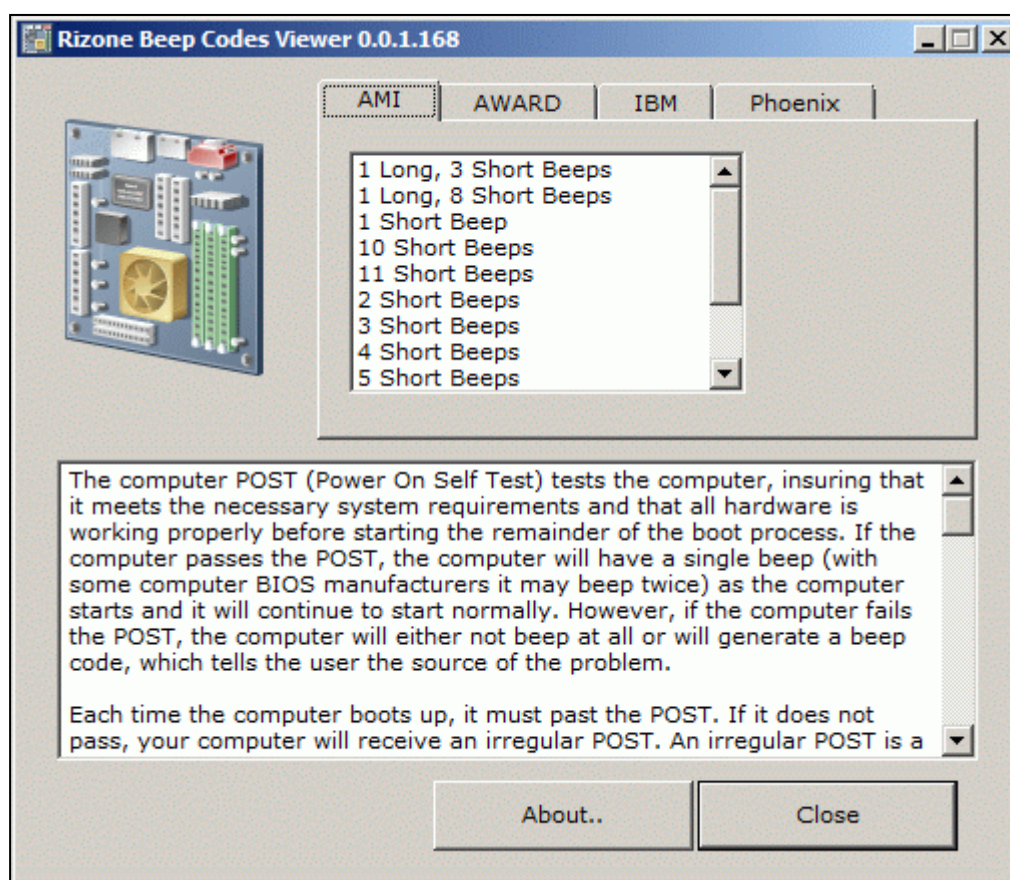 Rizone Beep Codes Viewer 0.0.1.168
AMI
AWARD
IBM
Phoenix
1 Long, 3 Short Beeps
1 Long, 8 Short Beeps
1 Short Beep
10 Short Beeps
11 Short Beeps
2 Short Beeps
3 Short Beeps
4 Short Beeps
5 Short Beeps
The computer POST (Power On Self Test) tests the computer, insuring that
it meets the necessary system requirements and that all hardware is
working properly before starting the remainder of the boot process. If the
computer passes the POST, the computer will have a single beep (with
some computer BIOS manufacturers it may beep twice) as the computer
starts and it will continue to start normally. However, if the computer fails
the POST, the computer will either not beep at all or will generate a beep
code, which tells the user the source of the problem.
Each time the computer boots up, it must past the POST. If it does not
pass, your computer will receive an irregular POST. An irregular POST is a
About..
Close